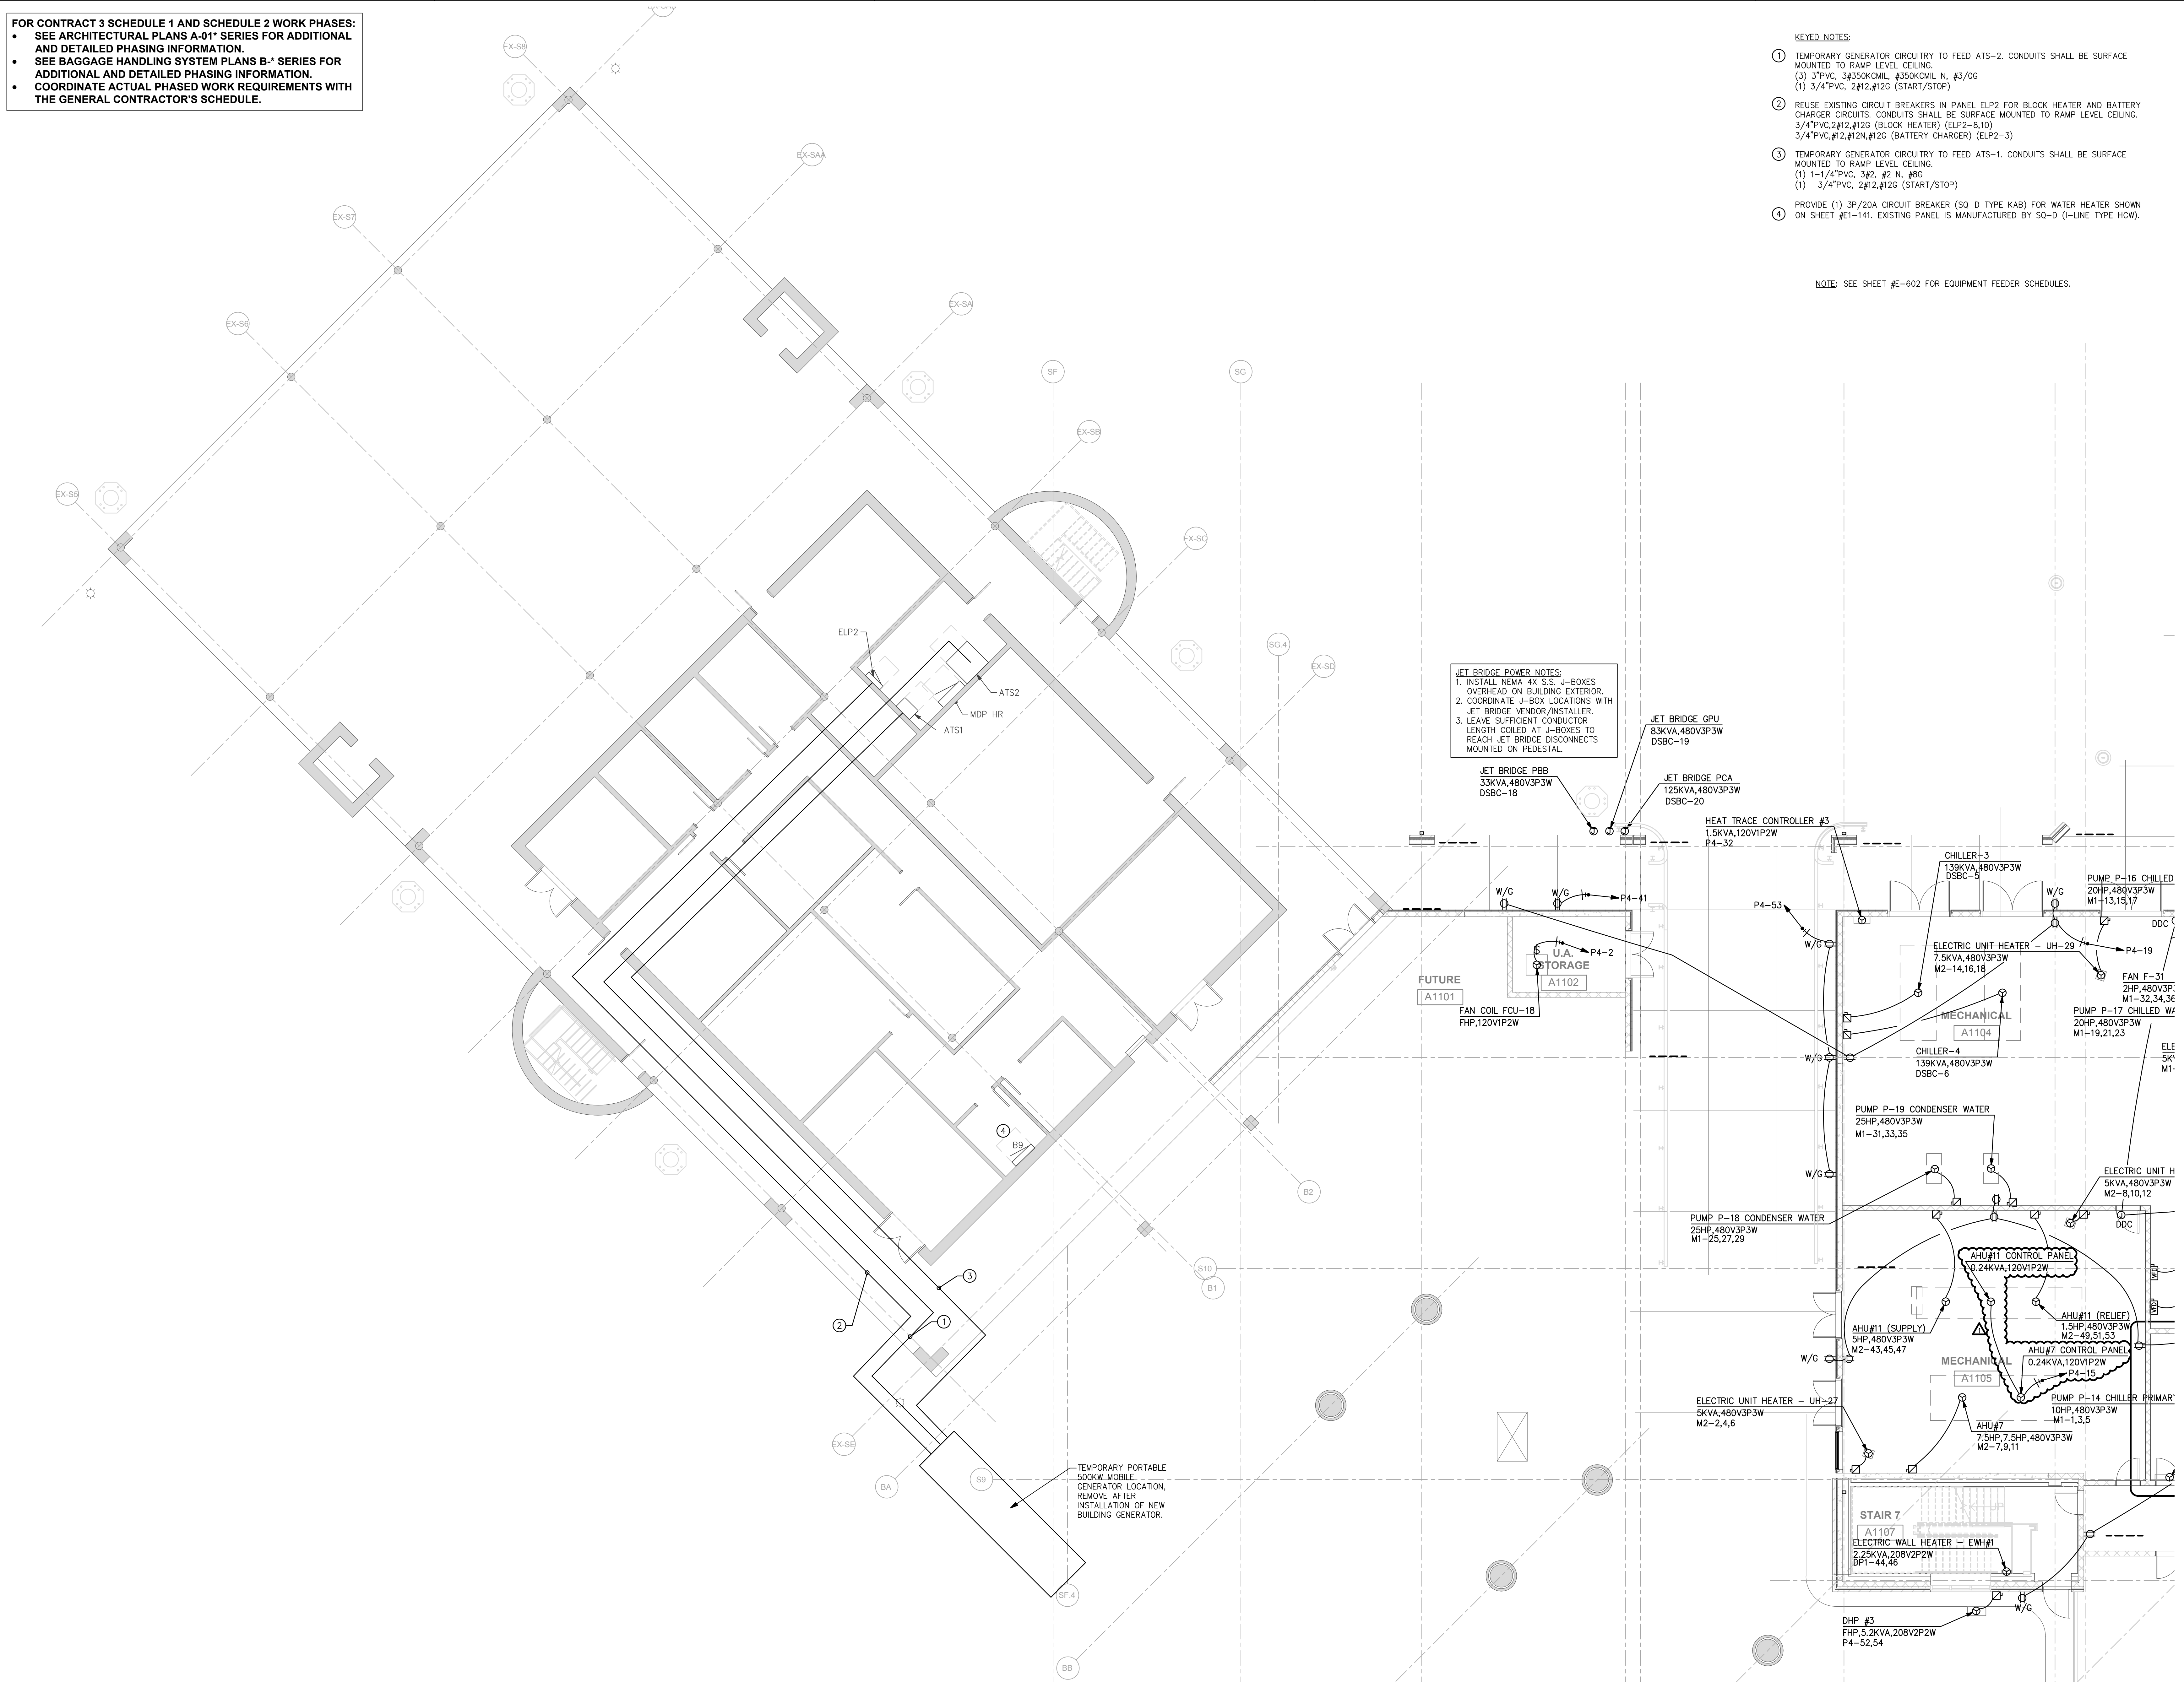 FOR CONTRACT 3 SCHEDULE 1 AND SCHEDULE 2 WORK PHASES:
• SEE ARCHITECTURAL PLANS A-01* SERIES FOR ADDITIONAL
AND DETAILED PHASING INFORMATION.
• SEE BAGGAGE HANDLING SYSTEM PLANS B-* SERIES FOR
ADDITIONAL AND DETAILED PHASING INFORMATION.
• COORDINATE ACTUAL PHASED WORK REQUIREMENTS WITH
THE GENERAL CONTRACTOR'S SCHEDULE.
KEYED NOTES:
1 TEMPORARY GENERATOR CIRCUITRY TO FEED ATS-2. CONDUITS SHALL BE SURFACE
MOUNTED TO RAMP LEVEL CEILING.
(3) 3"PVC, 3#350KCMIL, #350KCMIL N, #3/0G
(1) 3/4"PVC, 2#12,#12G (START/STOP)
2 REUSE EXISTING CIRCUIT BREAKERS IN PANEL ELP2 FOR BLOCK HEATER AND BATTERY
CHARGER CIRCUITS. CONDUITS SHALL BE SURFACE MOUNTED TO RAMP LEVEL CEILING.
3/4"PVC,2#12,#12G (BLOCK HEATER) (ELP2-8,10)
3/4"PVC,#12,#12N,#12G (BATTERY CHARGER) (ELP2-3)
3 TEMPORARY GENERATOR CIRCUITRY TO FEED ATS-1. CONDUITS SHALL BE SURFACE
MOUNTED TO RAMP LEVEL CEILING.
(1) 1-1/4"PVC, 3#2, #2 N, #8G
(1) 3/4"PVC, 2#12,#12G (START/STOP)
4 PROVIDE (1) 3P/20A CIRCUIT BREAKER (SQ-D TYPE KAB) FOR WATER HEATER SHOWN
ON SHEET #E1-141. EXISTING PANEL IS MANUFACTURED BY SQ-D (I-LINE TYPE HCW).
NOTE: SEE SHEET #E-602 FOR EQUIPMENT FEEDER SCHEDULES.
EX-S8
EX-SAA
EX-S7
EX-SA
EX-S6
SF
SG
EX-SB
EX-S5
EX-SC
SG.4
EX-SD
ELP2
ATS2
MDP HR
ATS1
JET BRIDGE POWER NOTES:
1. INSTALL NEMA 4X S.S. J-BOXES
OVERHEAD ON BUILDING EXTERIOR.
2. COORDINATE J-BOX LOCATIONS WITH
JET BRIDGE VENDOR/INSTALLER.
3. LEAVE SUFFICIENT CONDUCTOR
LENGTH COILED AT J-BOXES TO
REACH JET BRIDGE DISCONNECTS
MOUNTED ON PEDESTAL.
JET BRIDGE GPU
83KVA,480V3P3W
DSBC-19
JET BRIDGE PBB
33KVA,480V3P3W
DSBC-18
JET BRIDGE PCA
125KVA,480V3P3W
DSBC-20
HEAT TRACE CONTROLLER #3
1.5KVA,120V1P2W
P4-32
CHILLER-3
139KVA,480V3P3W
DSBC-5
PUMP P-16 CHILLED
20HP,480V3P3W
M1-13,15,17
W/G
W/G
P4-41
P4-53
W/G
W/G
DDC
P4-2
U.A.
STORAGE
A1102
FUTURE
A1101
FAN COIL FCU-18
FHP,120V1P2W
ELECTRIC UNIT HEATER - UH-29
7.5KVA,480V3P3W
M2-14,16,18
P4-19
FAN F-31
2HP,480V3P
M1-32,34,36
MECHANICAL
A1104
PUMP P-17 CHILLED WA
20HP,480V3P3W
M1-19,21,23
W/G
CHILLER-4
139KVA,480V3P3W
DSBC-6
ELE
5K
M1-
PUMP P-19 CONDENSER WATER
25HP,480V3P3W
M1-31,33,35
W/G
ELECTRIC UNIT H
5KVA,480V3P3W
M2-8,10,12
DDC
PUMP P-18 CONDENSER WATER
25HP,480V3P3W
M1-25,27,29
AHU#11 CONTROL PANEL
0.24KVA,120V1P2W
VFD
VFD
AHU#11 (RELIEF)
1.5HP,480V3P3W
M2-49,51,53
AHU#11 (SUPPLY)
5HP,480V3P3W
M2-43,45,47
AHU#7 CONTROL PANEL
0.24KVA,120V1P2W
P4-15
W/G
MECHANICAL
A1105
ELECTRIC UNIT HEATER - UH-27
5KVA,480V3P3W
M2-2,4,6
PUMP P-14 CHILLER PRIMAR
10HP,480V3P3W
M1-1,3,5
AHU#7
7.5HP,7.5HP,480V3P3W
M2-7,9,11
4
B9
B2
S10
B1
3
2
1
EX-SE
BA
S9
TEMPORARY PORTABLE
500KW MOBILE
GENERATOR LOCATION,
REMOVE AFTER
INSTALLATION OF NEW
BUILDING GENERATOR.
SF.4
BB
STAIR 7
A1107
ELECTRIC WALL HEATER - EWH#1
2.25KVA,208V2P2W
DP1-44,46
W/G
DHP #3
FHP,5.2KVA,208V2P2W
P4-52,54